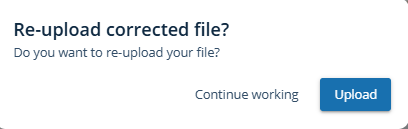 Re-upload corrected file?
Do you want to re-upload your file?
Continue working
Upload